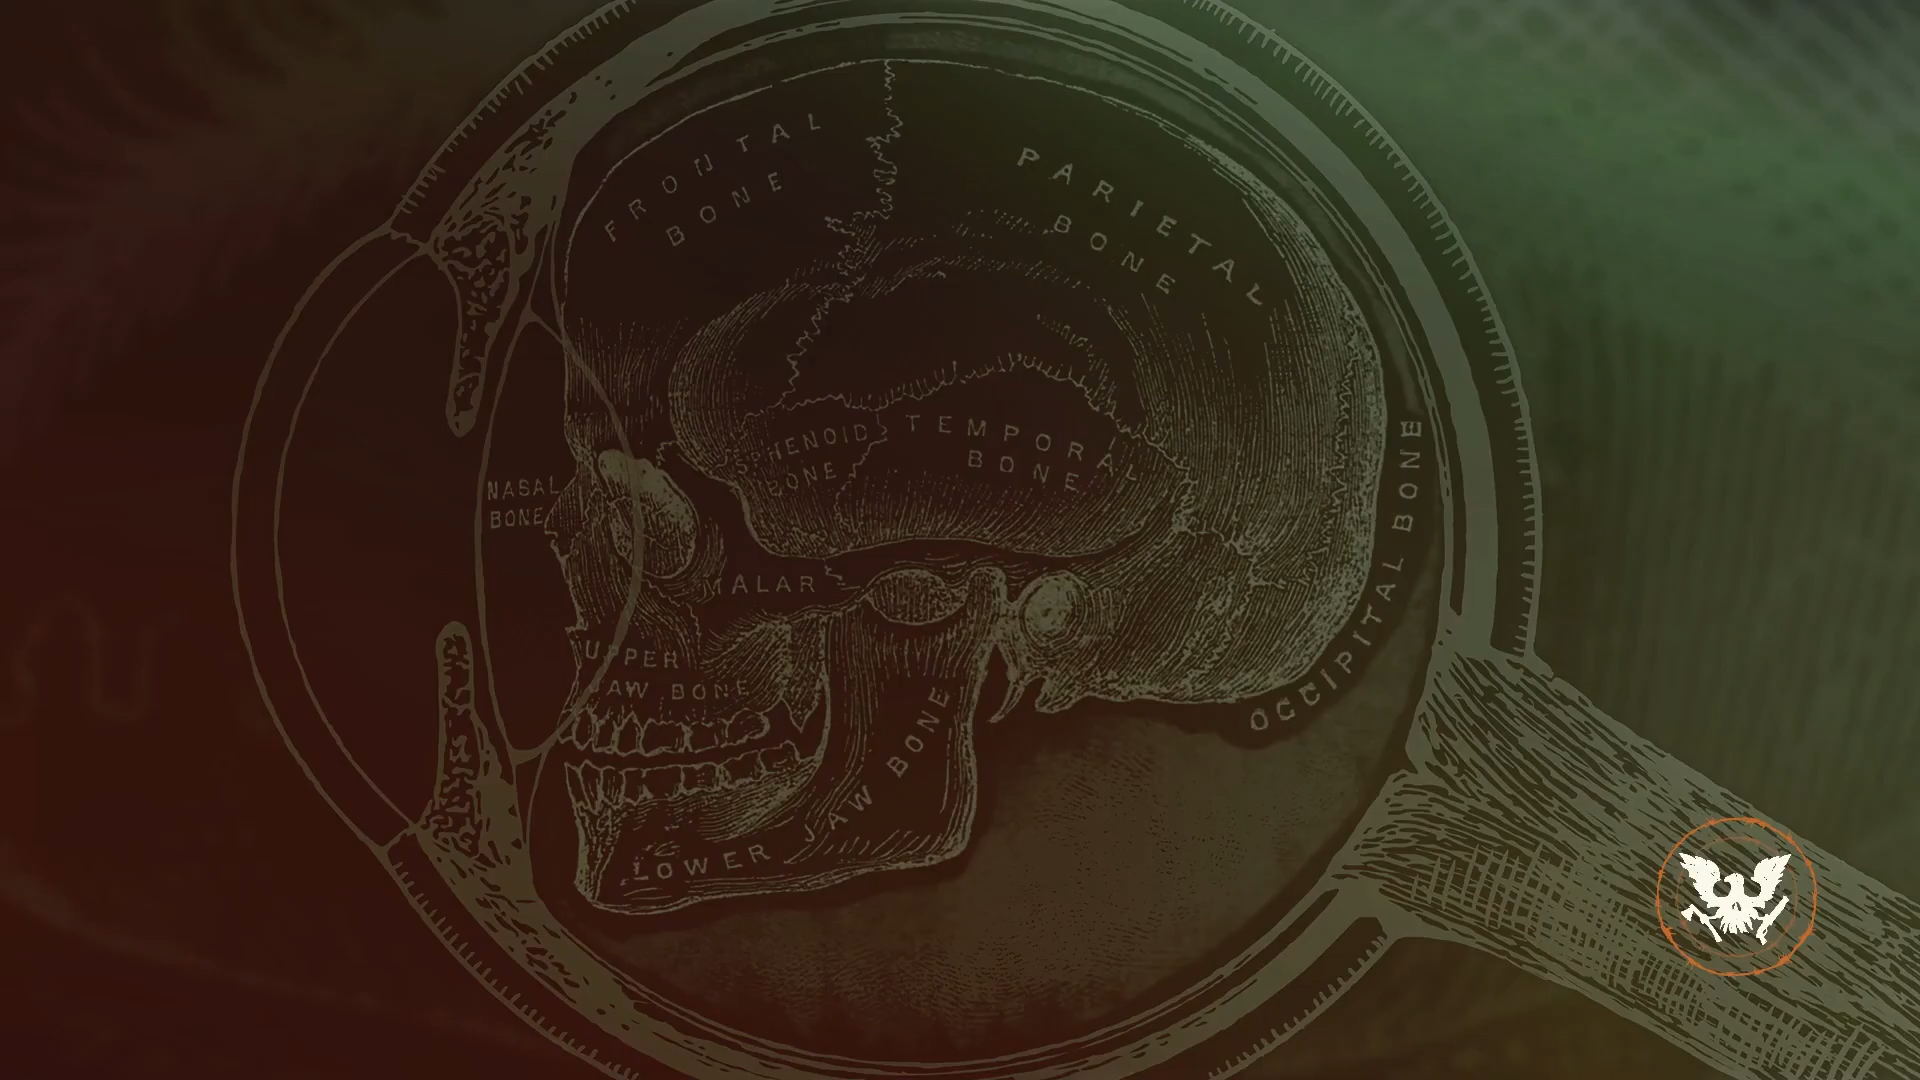 FRONTAL
BONE
PARIETAL
BONE
SPHENOID
BONE
TEMPORAL
BONE
NASAL
BONE
MALAR
OCCIPITAL BONE
UPPER
JAW BONE
LOWER JAW BONE